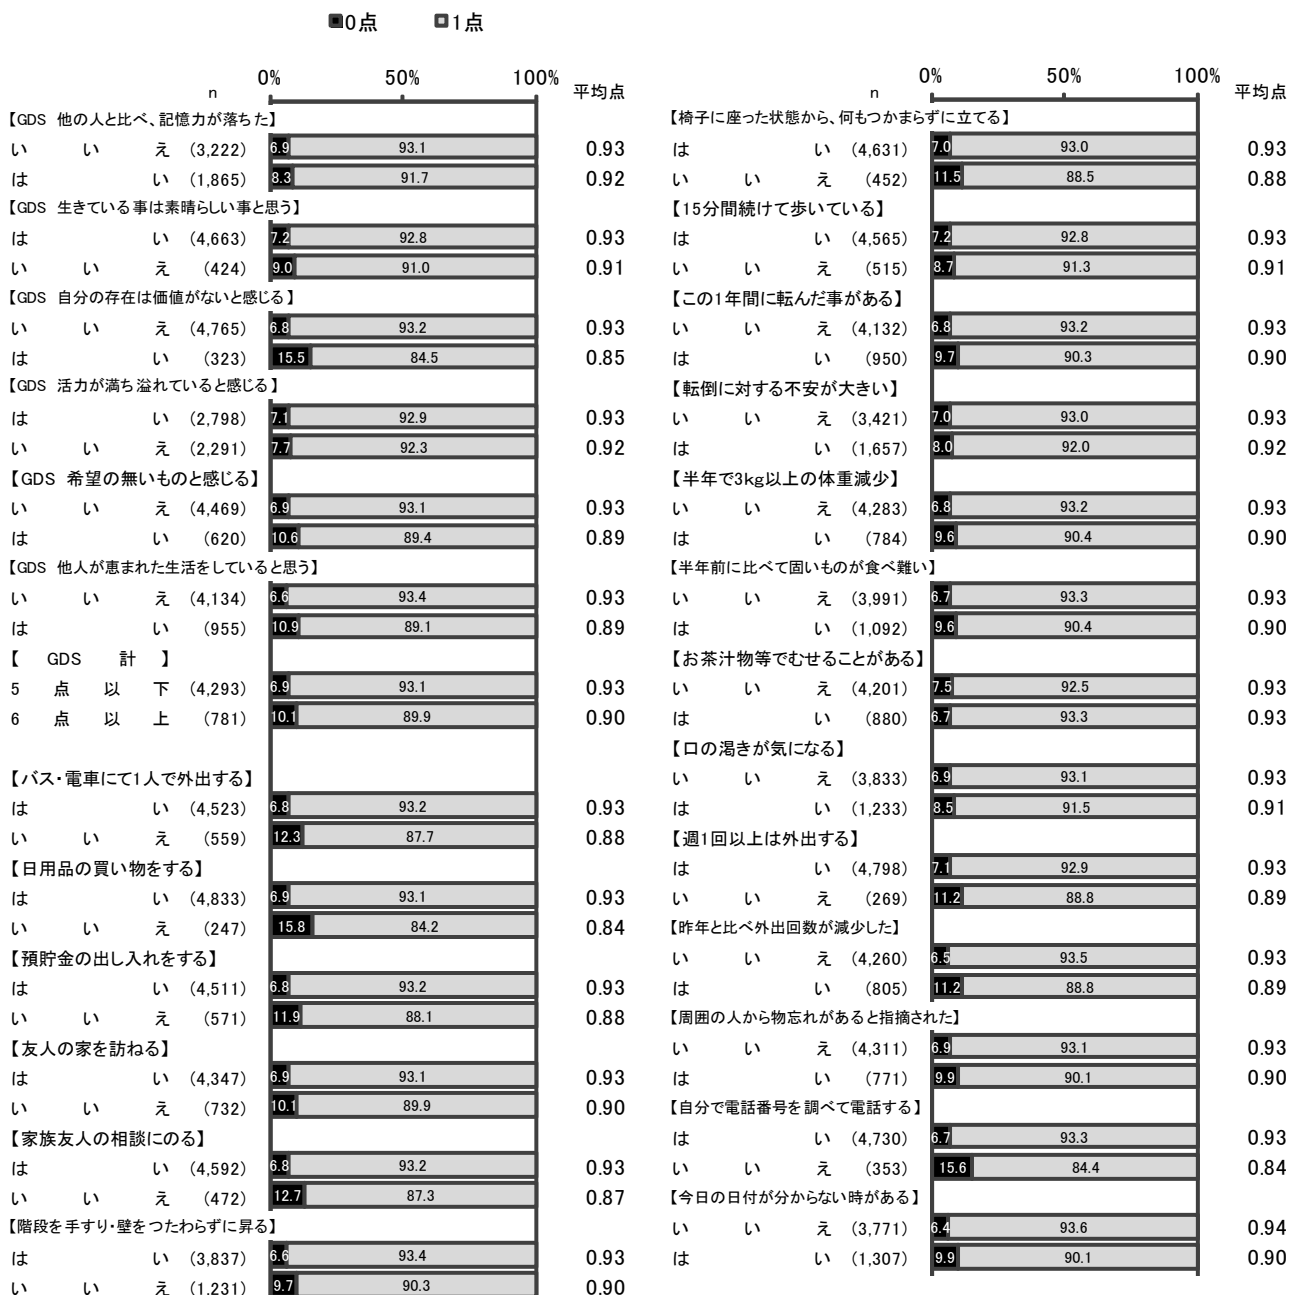 ■0点 □1点
0% 50% 100%
n 平均点
【GDS 他の人と比べ、記憶力が落ちた】
いいえ (3,222) 6.9 93.1 0.93
はい (1,865) 8.3 91.7 0.92
【GDS 生きている事は素晴らしい事と思う】
はい (4,663) 7.2 92.8 0.93
いいえ (424) 9.0 91.0 0.91
【GDS 自分の存在は価値がないと感じる】
いいえ (4,765) 6.8 93.2 0.93
はい (323) 15.5 84.5 0.85
【GDS 活力が満ち溢れていると感じる】
はい (2,798) 7.1 92.9 0.93
いいえ (2,291) 7.7 92.3 0.92
【GDS 希望の無いものと感じる】
いいえ (4,469) 6.9 93.1 0.93
はい (620) 10.6 89.4 0.89
【GDS 他人が恵まれた生活をしていると思う】
いいえ (4,134) 6.6 93.4 0.93
はい (955) 10.9 89.1 0.89
【 GDS 計 】
5点以下 (4,293) 6.9 93.1 0.93
6点以上 (781) 10.1 89.9 0.90
【バス・電車にて1人で外出する】
はい (4,523) 6.8 93.2 0.93
いいえ (559) 12.3 87.7 0.88
【日用品の買い物をする】
はい (4,833) 6.9 93.1 0.93
いいえ (247) 15.8 84.2 0.84
【預貯金の出し入れをする】
はい (4,511) 6.8 93.2 0.93
いいえ (571) 11.9 88.1 0.88
【友人の家を訪ねる】
はい (4,347) 6.9 93.1 0.93
いいえ (732) 10.1 89.9 0.90
【家族友人の相談にのる】
はい (4,592) 6.8 93.2 0.93
いいえ (472) 12.7 87.3 0.87
【階段を手すり・壁をつたわらずに昇る】
はい (3,837) 6.6 93.4 0.93
いいえ (1,231) 9.7 90.3 0.90
0% 50% 100%
n 平均点
【椅子に座った状態から、何もつかまらずに立てる】
はい (4,631) 7.0 93.0 0.93
いいえ (452) 11.5 88.5 0.88
【15分間続けて歩いている】
はい (4,565) 7.2 92.8 0.93
いいえ (515) 8.7 91.3 0.91
【この1年間に転んだ事がある】
いいえ (4,132) 6.8 93.2 0.93
はい (950) 9.7 90.3 0.90
【転倒に対する不安が大きい】
いいえ (3,421) 7.0 93.0 0.93
はい (1,657) 8.0 92.0 0.92
【半年で3kg以上の体重減少】
いいえ (4,283) 6.8 93.2 0.93
はい (784) 9.6 90.4 0.90
【半年前に比べて固いものが食べ難い】
いいえ (3,991) 6.7 93.3 0.93
はい (1,092) 9.6 90.4 0.90
【お茶汁物等でむせることがある】
いいえ (4,201) 7.5 92.5 0.93
はい (880) 6.7 93.3 0.93
【口の渇きが気になる】
いいえ (3,833) 6.9 93.1 0.93
はい (1,233) 8.5 91.5 0.91
【週1回以上は外出する】
はい (4,798) 7.1 92.9 0.93
いいえ (269) 11.2 88.8 0.89
【昨年と比べ外出回数が減少した】
いいえ (4,260) 6.5 93.5 0.93
はい (805) 11.2 88.8 0.89
【周囲の人から物忘れがあると指摘された】
いいえ (4,311) 6.9 93.1 0.93
はい (771) 9.9 90.1 0.90
【自分で電話番号を調べて電話する】
はい (4,730) 6.7 93.3 0.93
いいえ (353) 15.6 84.4 0.84
【今日の日付が分からない時がある】
いいえ (3,771) 6.4 93.6 0.94
はい (1,307) 9.9 90.1 0.90